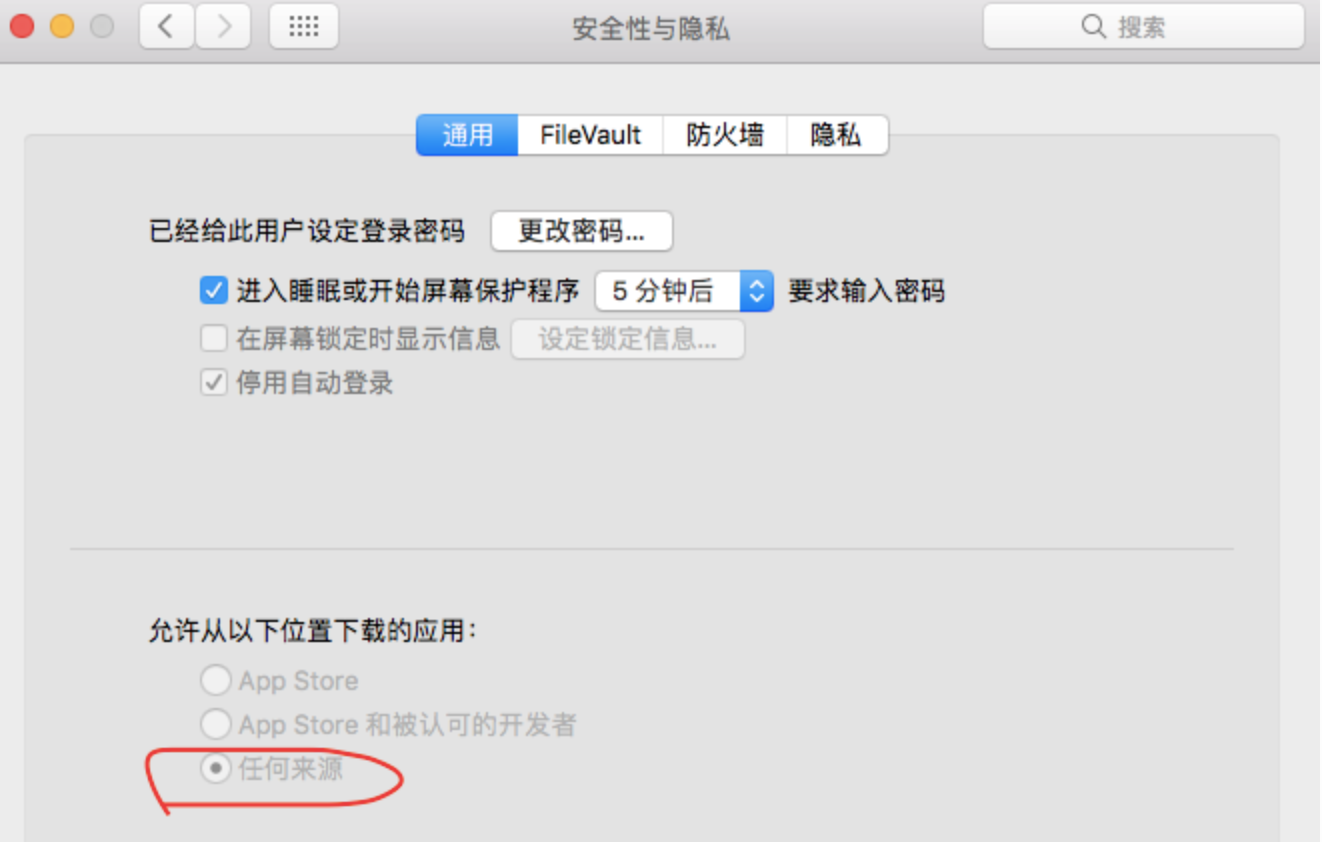 安全性与隐私
搜索
通用 FileVault 防火墙 隐私
已经给此用户设定登录密码 更改密码...
进入睡眠或开始屏幕保护程序 5 分钟后 要求输入密码
在屏幕锁定时显示信息 设定锁定信息...
停用自动登录
允许从以下位置下载的应用：
App Store
App Store 和被认可的开发者
任何来源